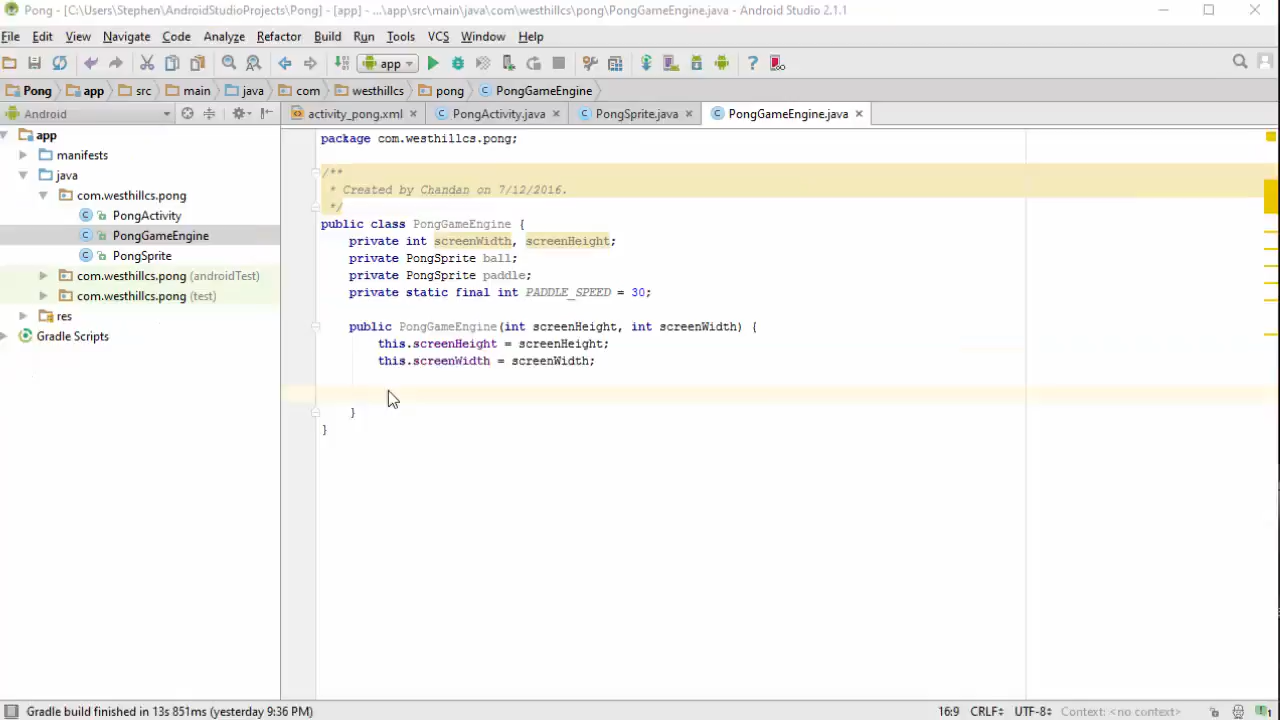 Pong - [C:\Users\Stephen\AndroidStudioProjects\Pong] - [app] - ...\app\src\main\java\com\westhillcs\pong\PongGameEngine.java - Android Studio 2.1.1
File Edit View Navigate Code Analyze Refactor Build Run Tools VCS Window Help
app
Pong app src main java com westhillcs pong PongGameEngine
Android activity_pong.xml PongActivity.java PongSprite.java PongGameEngine.java
app
manifests
java
com.westhillcs.pong
PongActivity
PongGameEngine
PongSprite
com.westhillcs.pong (androidTest)
com.westhillcs.pong (test)
res
Gradle Scripts
package com.westhillcs.pong;
/**
* Created by Chandan on 7/12/2016.
*/
public class PongGameEngine {
private int screenWidth, screenHeight;
private PongSprite ball;
private PongSprite paddle;
private static final int PADDLE_SPEED = 30;
public PongGameEngine(int screenHeight, int screenWidth) {
this.screenHeight = screenHeight;
this.screenWidth = screenWidth;
}
}
Gradle build finished in 13s 851ms (yesterday 9:36 PM) 16:9 CRLF UTF-8 Context: <no context> 1